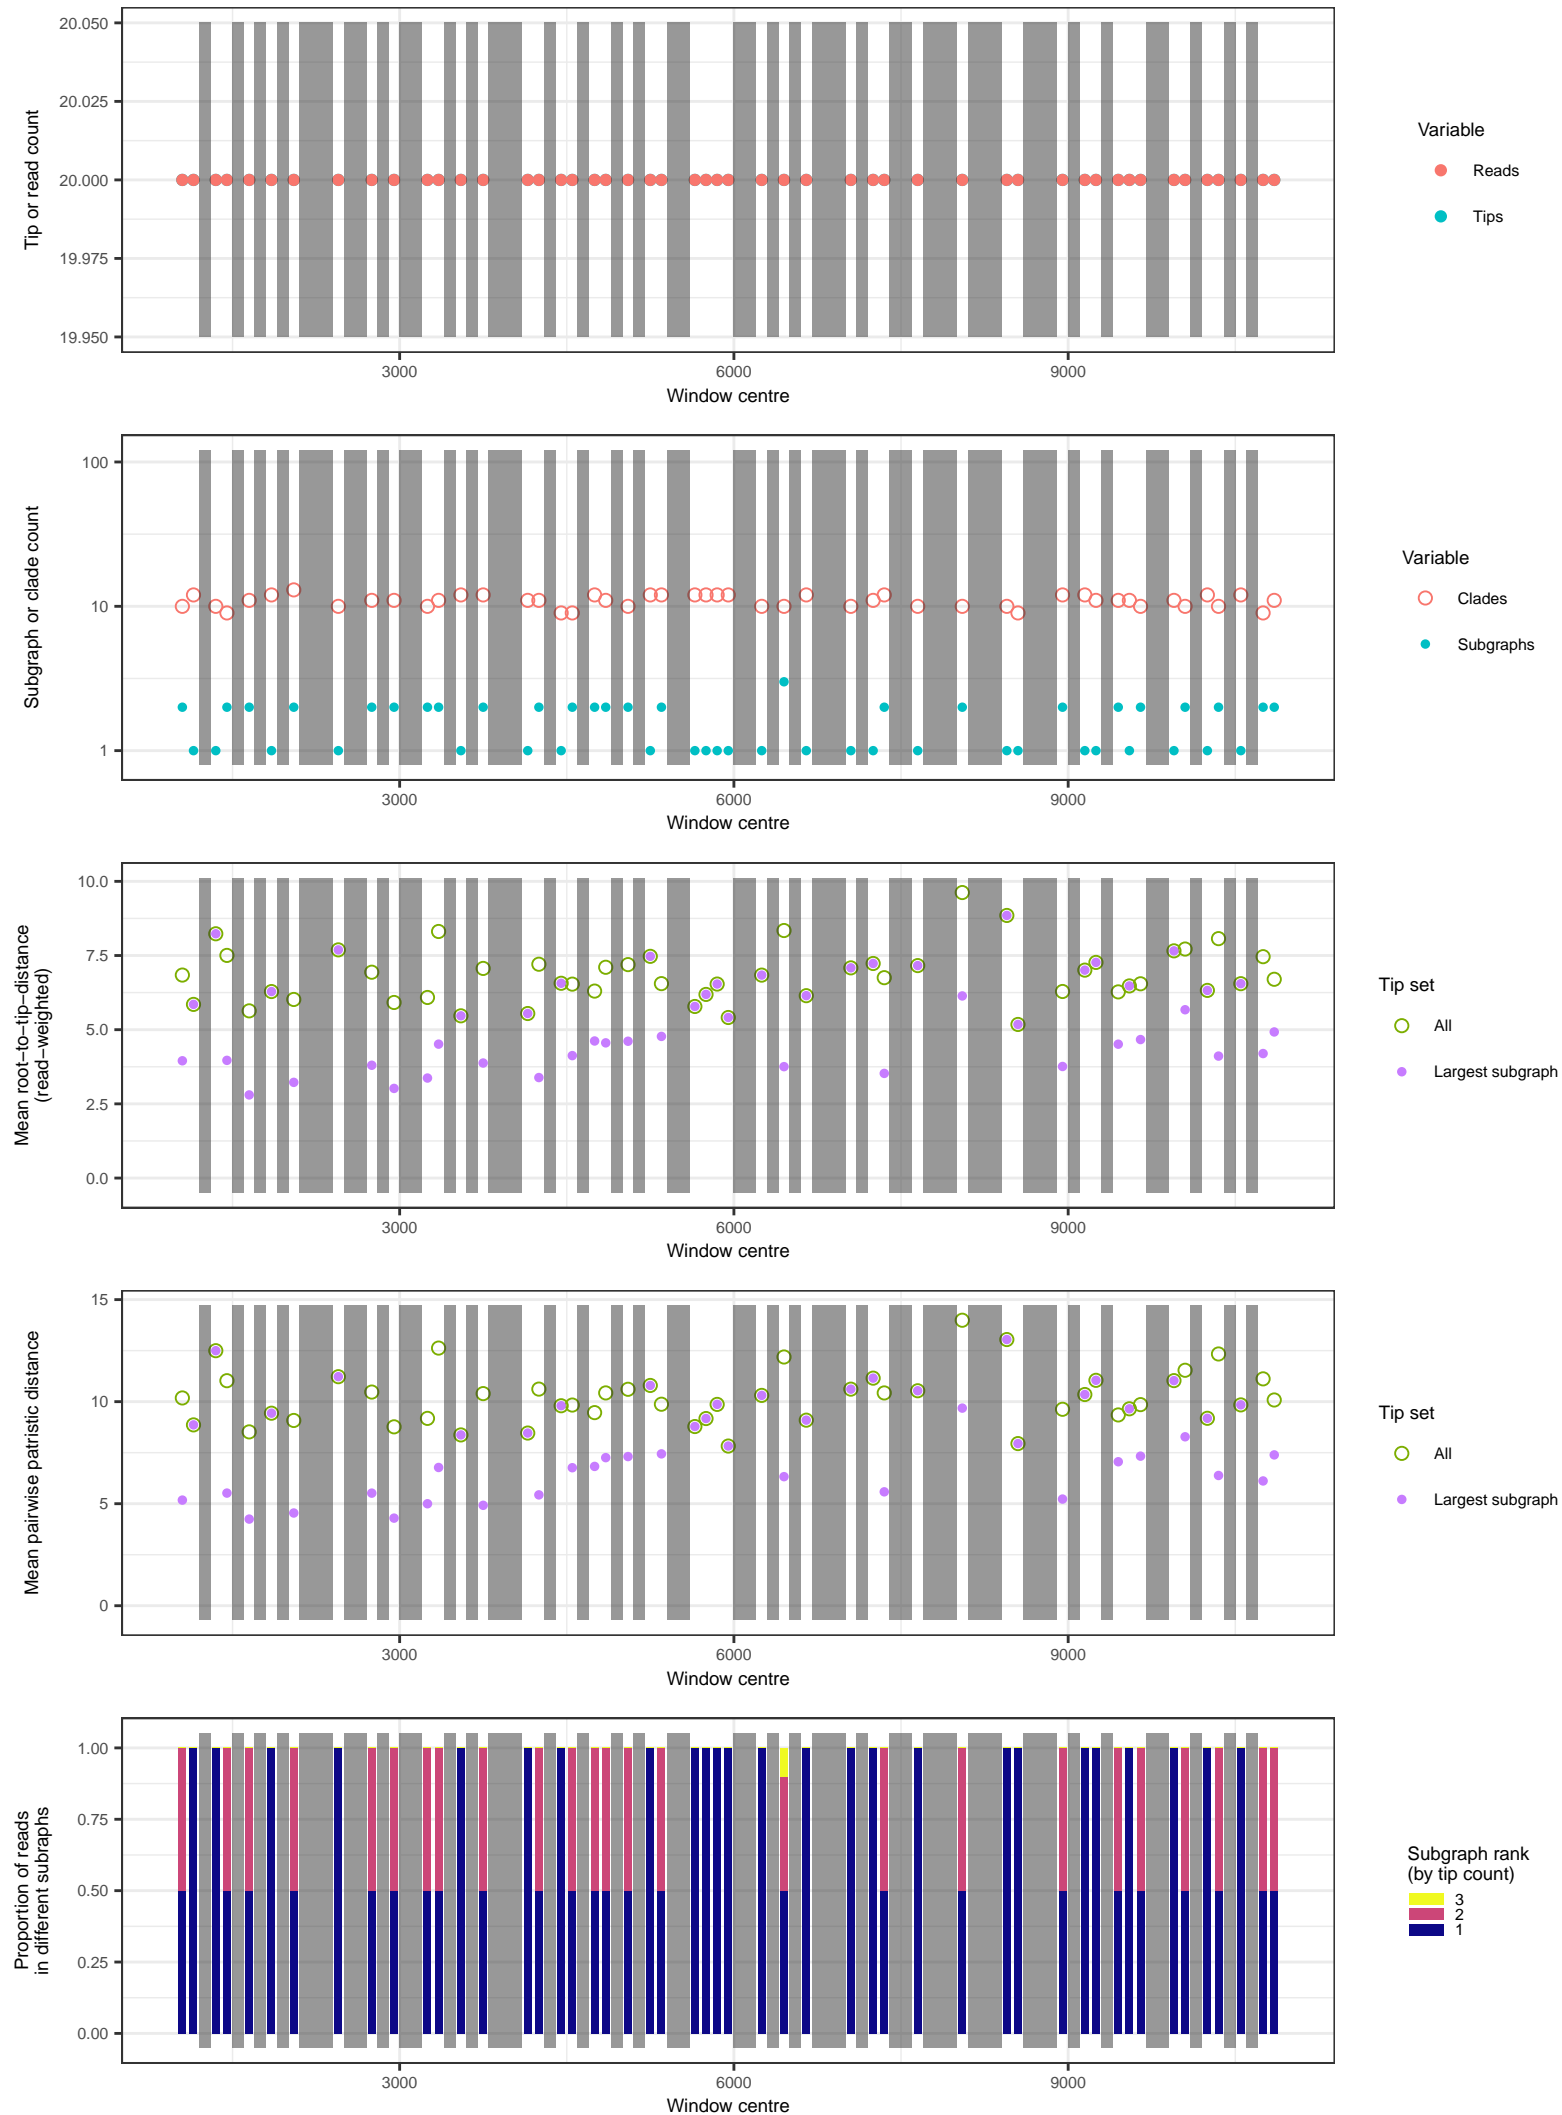 20.050
20.025
20.000
19.975
19.950
Tip or read count
3000
6000
9000
Window centre
Variable
Reads
Tips
100
10
1
Subgraph or clade count
3000
6000
9000
Window centre
Variable
Clades
Subgraphs
10.0
7.5
5.0
2.5
0.0
Mean root−to−tip−distance
(read−weighted)
3000
6000
9000
Window centre
Tip set
All
Largest subgraph
15
10
5
0
Mean pairwise patristic distance
3000
6000
9000
Window centre
Tip set
All
Largest subgraph
1.00
0.75
0.50
0.25
0.00
Proportion of reads
in different subraphs
3000
6000
9000
Window centre
Subgraph rank
(by tip count)
3
2
1